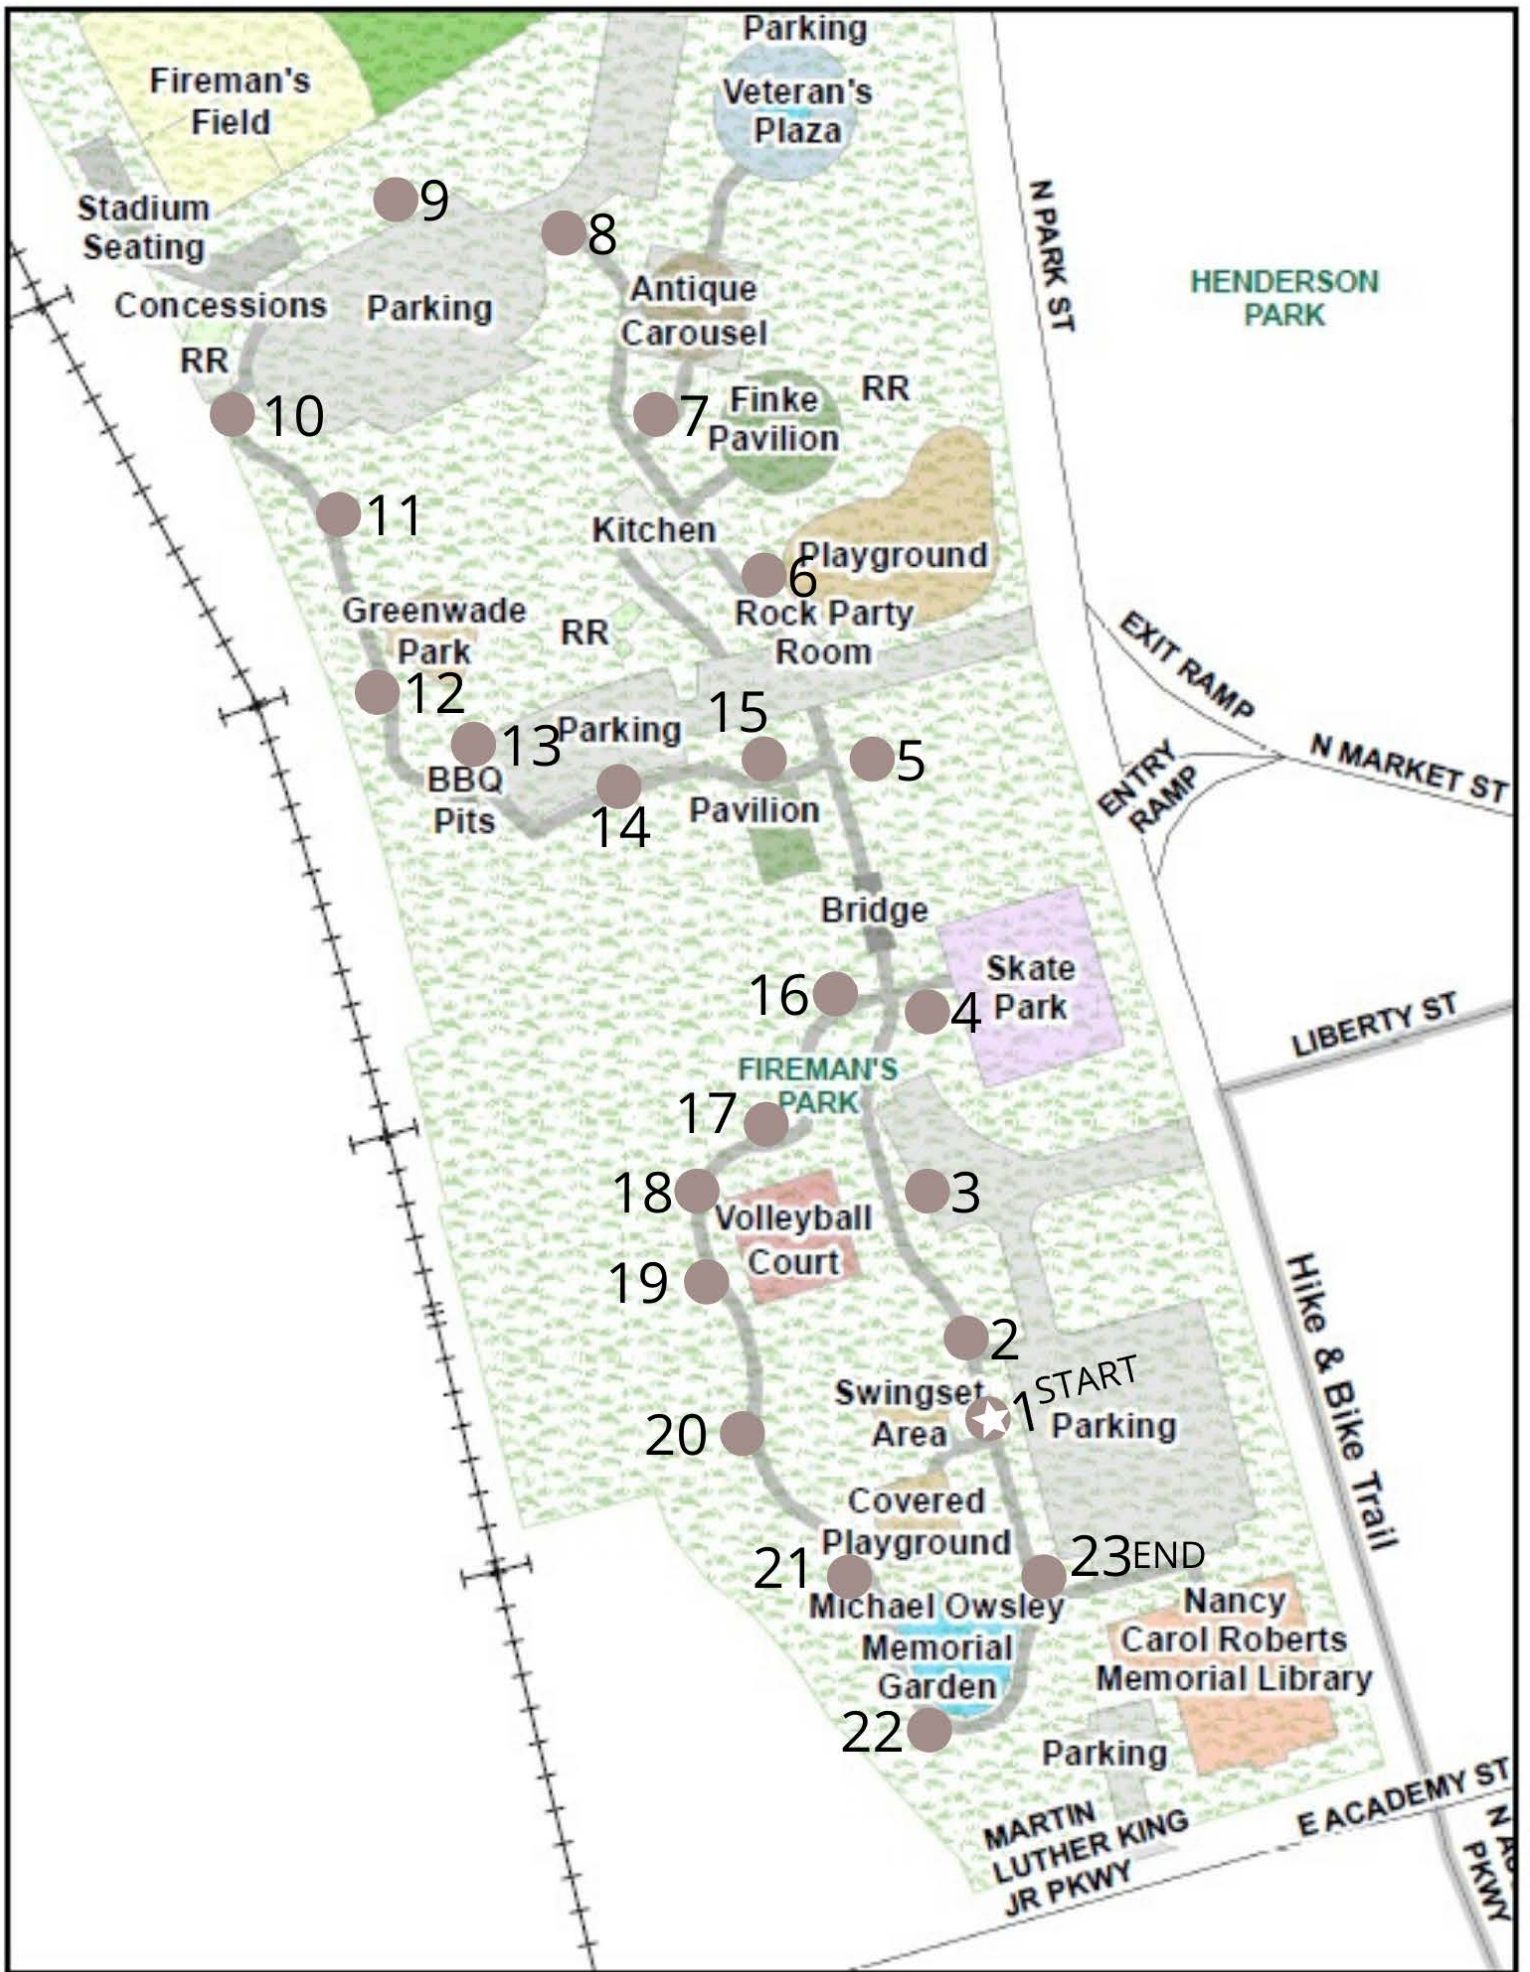 Parking
Veteran's
Plaza
Fireman's
Field
Stadium
Seating
9
8
Concessions
Parking
RR
10
Antique
Carousel
7
Finke
Pavilion
RR
N PARK ST
HENDERSON
PARK
11
Kitchen
6
Playground
Rock Party
Room
Greenwade
Park
RR
12
13
Parking
15
5
BBQ
Pits
14
Pavilion
EXIT RAMP
ENTRY
RAMP
N MARKET ST
Bridge
16
4
Skate
Park
LIBERTY ST
FIREMAN'S
PARK
17
18
3
Volleyball
Court
19
2
Hike & Bike Trail
Swingset
Area
1
START
Parking
20
Covered
Playground
21
23
END
Michael Owsley
Memorial
Garden
Nancy
Carol Roberts
Memorial Library
22
Parking
MARTIN
LUTHER KING
JR PKWY
E ACADEMY ST
PKWY